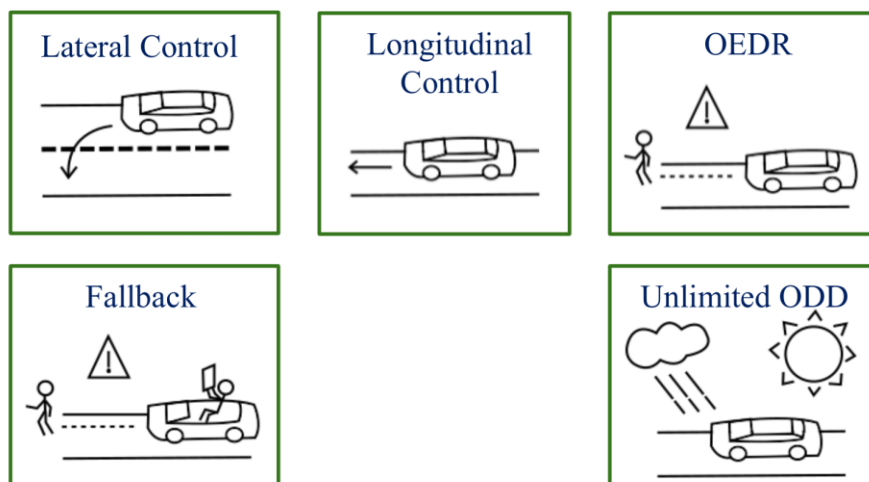 Lateral Control
Longitudinal
Control
OEDR
Fallback
Unlimited ODD